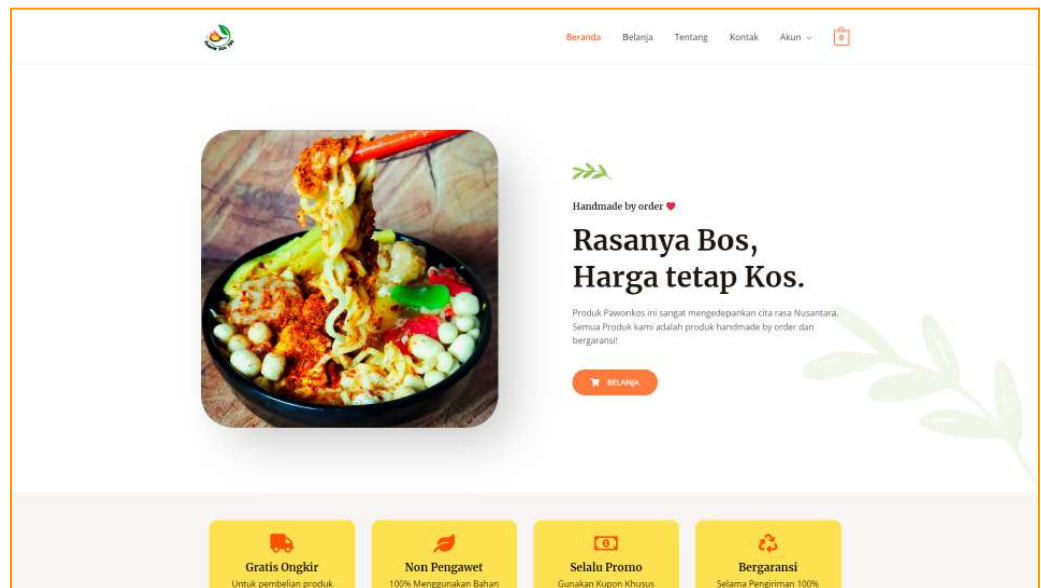 Beranda Belanja Tentang Kontak Akun 0
Handmade by order
Rasanya Bos,
Harga tetap Kos.
Produk Pawonkos ini sangat mengedepankan cita rasa Nusantara.
Semua Produk kami adalah produk handmade by order dan
bergaransi!
BELANJA
Gratis Ongkir
Untuk pembelian produk
Non Pengawet
100% Menggunakan Bahan
Selalu Promo
Gunakan Kupon Khusus
Bergaransi
Selama Pengiriman 100%